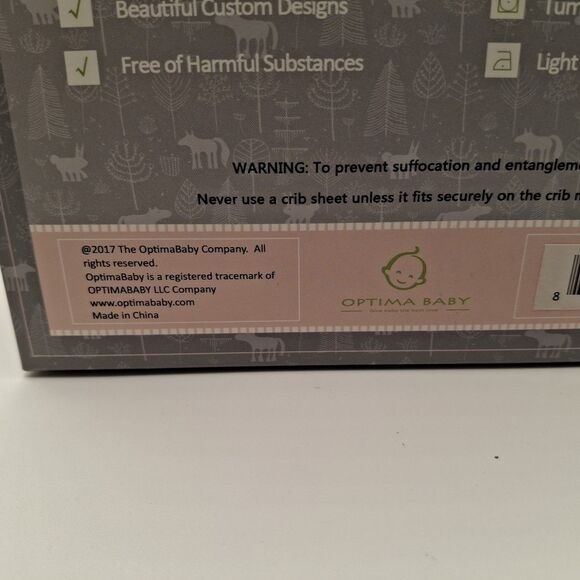 Beautiful Custom Designs
Free of Harmful Substances
Light
WARNING: To prevent suffocation and
Never use a crib sheet unless it fits securely on the crib
@2017 The OptimaBaby Company. All
rights reserved.
OptimaBaby is a registered trademark of
OPTIMABABY LLC Company
www.optimababy.com
Made in China
OPTIMA BABY
8